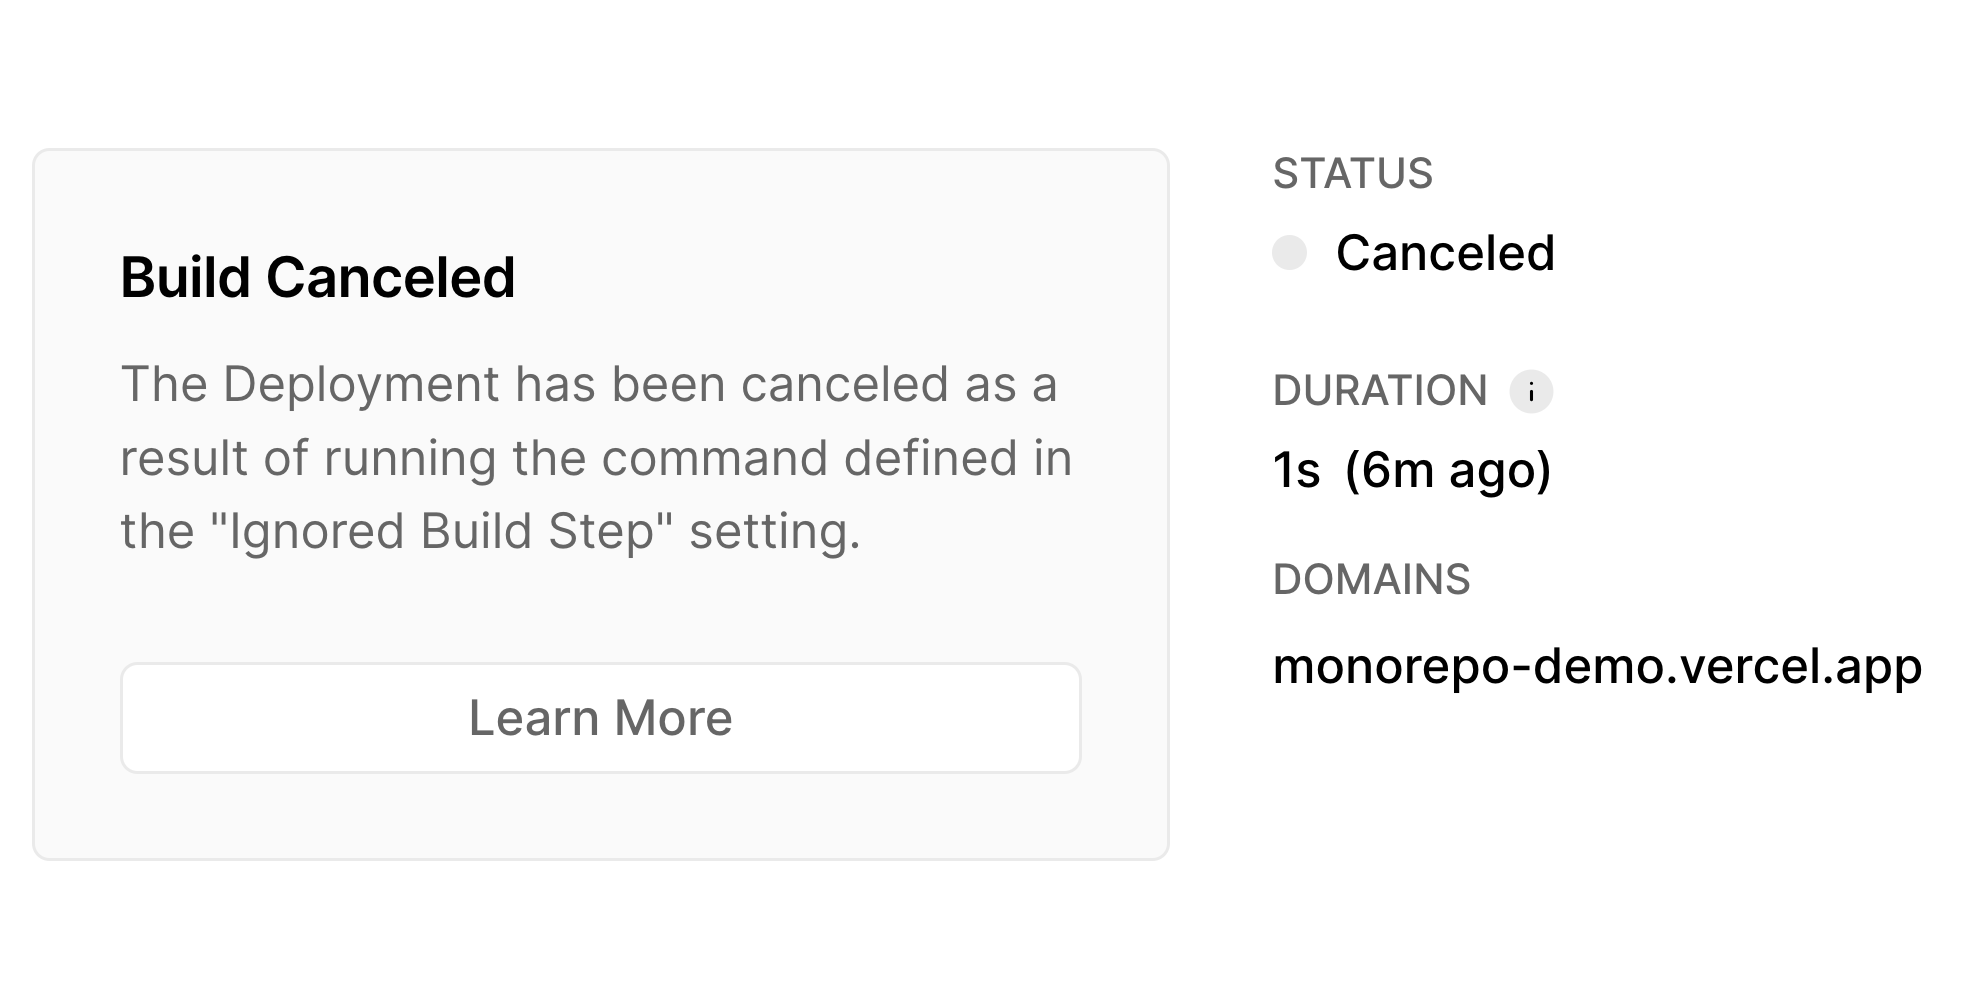 Build Canceled
The Deployment has been canceled as a
result of running the command defined in
the "Ignored Build Step" setting.
Learn More
STATUS
Canceled
DURATION i
1s (6m ago)
DOMAINS
monorepo-demo.vercel.app